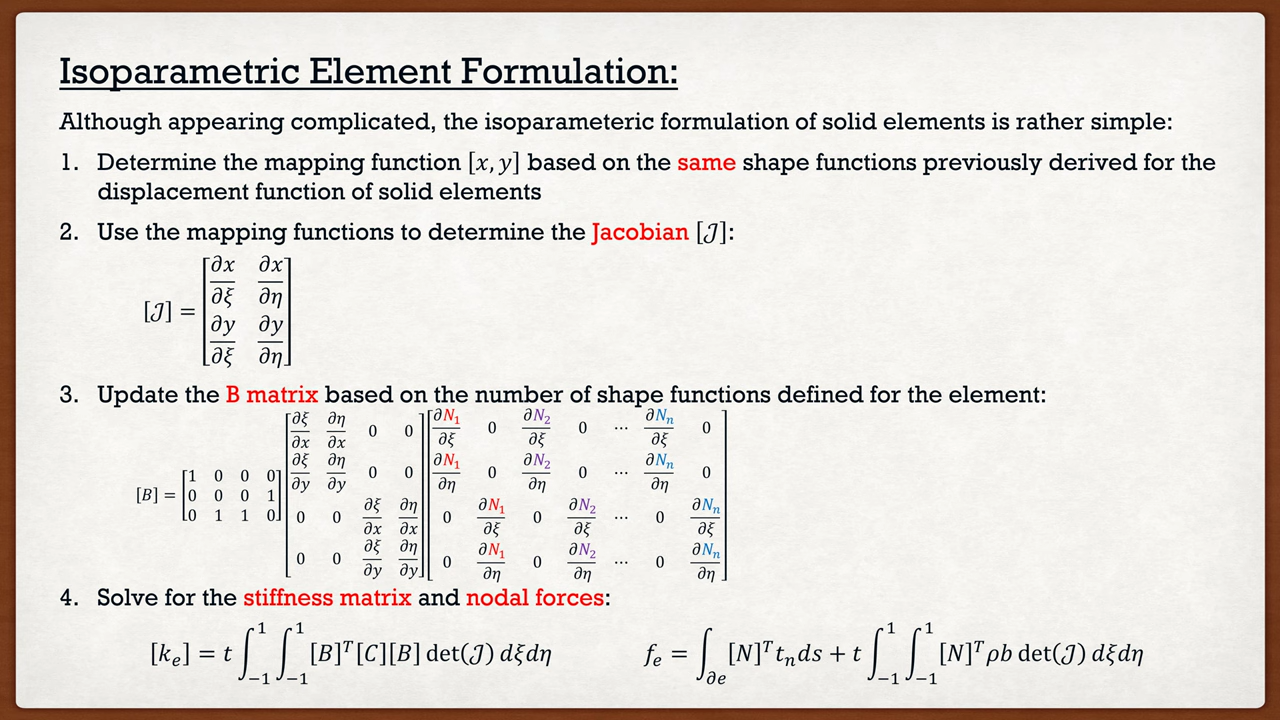 Isoparametric Element Formulation:
Although appearing complicated, the isoparameteric formulation of solid elements is rather simple:
1. Determine the mapping function [x, y] based on the same shape functions previously derived for the
displacement function of solid elements
2. Use the mapping functions to determine the Jacobian [𝒥]:
[𝒥] = [∂x/∂ξ ∂x/∂η; ∂y/∂ξ ∂y/∂η]
3. Update the B matrix based on the number of shape functions defined for the element:
[B] = [1 0 0 0; 0 0 0 1; 0 1 1 0] [∂ξ/∂x ∂η/∂x 0 0; ∂ξ/∂y ∂η/∂y 0 0; 0 0 ∂ξ/∂x ∂η/∂x; 0 0 ∂ξ/∂y ∂η/∂y] [∂N₁/∂ξ 0 ∂N₂/∂ξ 0 ⋯ ∂Nₙ/∂ξ 0; ∂N₁/∂η 0 ∂N₂/∂η 0 ⋯ ∂Nₙ/∂η 0; 0 ∂N₁/∂ξ 0 ∂N₂/∂ξ ⋯ 0 ∂Nₙ/∂ξ; 0 ∂N₁/∂η 0 ∂N₂/∂η ⋯ 0 ∂Nₙ/∂η]
4. Solve for the stiffness matrix and nodal forces:
[kₑ] = t ∫₋₁¹ ∫₋₁¹ [B]ᵀ[C][B] det(𝒥) dξdη
fₑ = ∫_∂e [N]ᵀtₙds + t ∫₋₁¹ ∫₋₁¹ [N]ᵀρb det(𝒥) dξdη